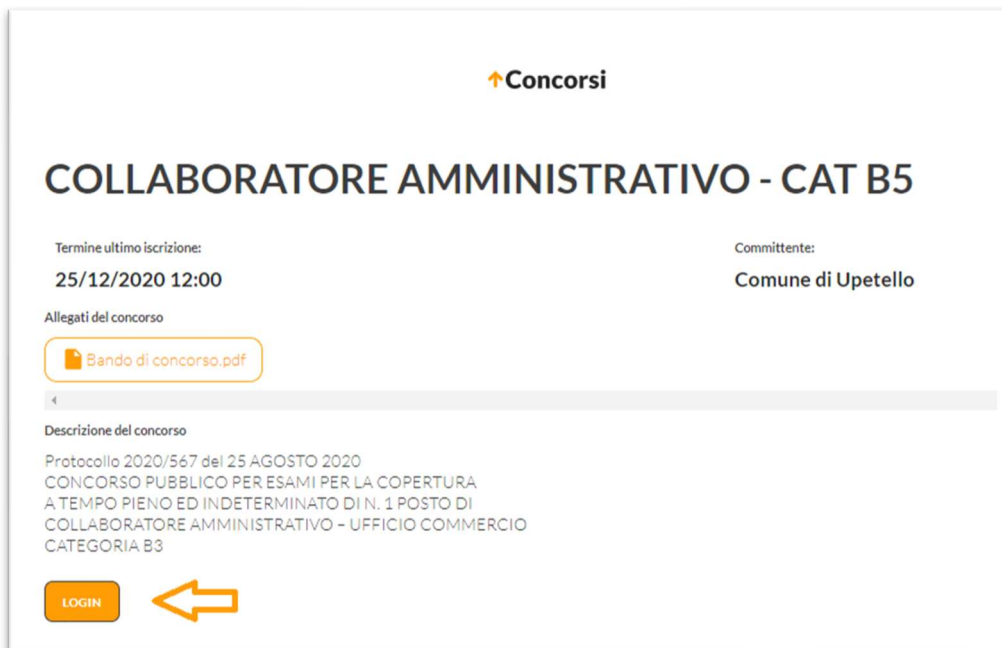 Concorsi
COLLABORATORE AMMINISTRATIVO - CAT B5
Termine ultimo iscrizione:
Committente:
25/12/2020 12:00
Comune di Upetello
Allegati del concorso
Bando di concorso.pdf
Descrizione del concorso
Protocollo 2020/567 del 25 AGOSTO 2020
CONCORSO PUBBLICO PER ESAMI PER LA COPERTURA
A TEMPO PIENO ED INDETERMINATO DI N. 1 POSTO DI
COLLABORATORE AMMINISTRATIVO – UFFICIO COMMERCIO
CATEGORIA B3
LOGIN